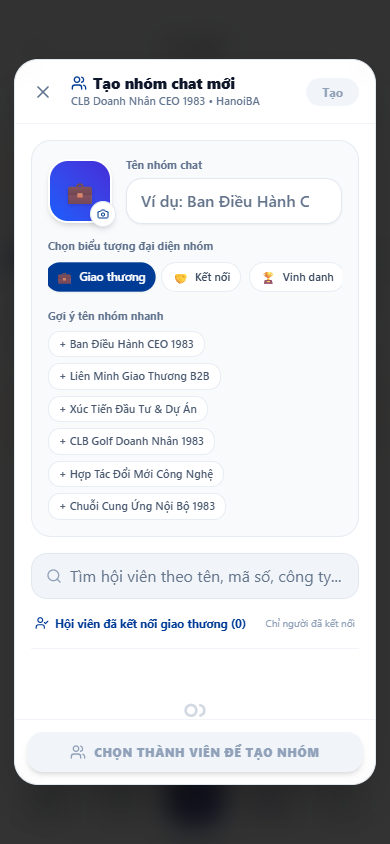 Tạo nhóm chat mới
CLB Doanh Nhân CEO 1983 • HanoiBA
Tạo
Tên nhóm chat
Ví dụ: Ban Điều Hành C
Chọn biểu tượng đại diện nhóm
Giao thương
Kết nối
Vinh danh
Gợi ý tên nhóm nhanh
+ Ban Điều Hành CEO 1983
+ Liên Minh Giao Thương B2B
+ Xúc Tiến Đầu Tư & Dự Án
+ CLB Golf Doanh Nhân 1983
+ Hợp Tác Đổi Mới Công Nghệ
+ Chuỗi Cung Ứng Nội Bộ 1983
Tìm hội viên theo tên, mã số, công ty...
Hội viên đã kết nối giao thương (0)
Chỉ người đã kết nối
CHỌN THÀNH VIÊN ĐỂ TẠO NHÓM